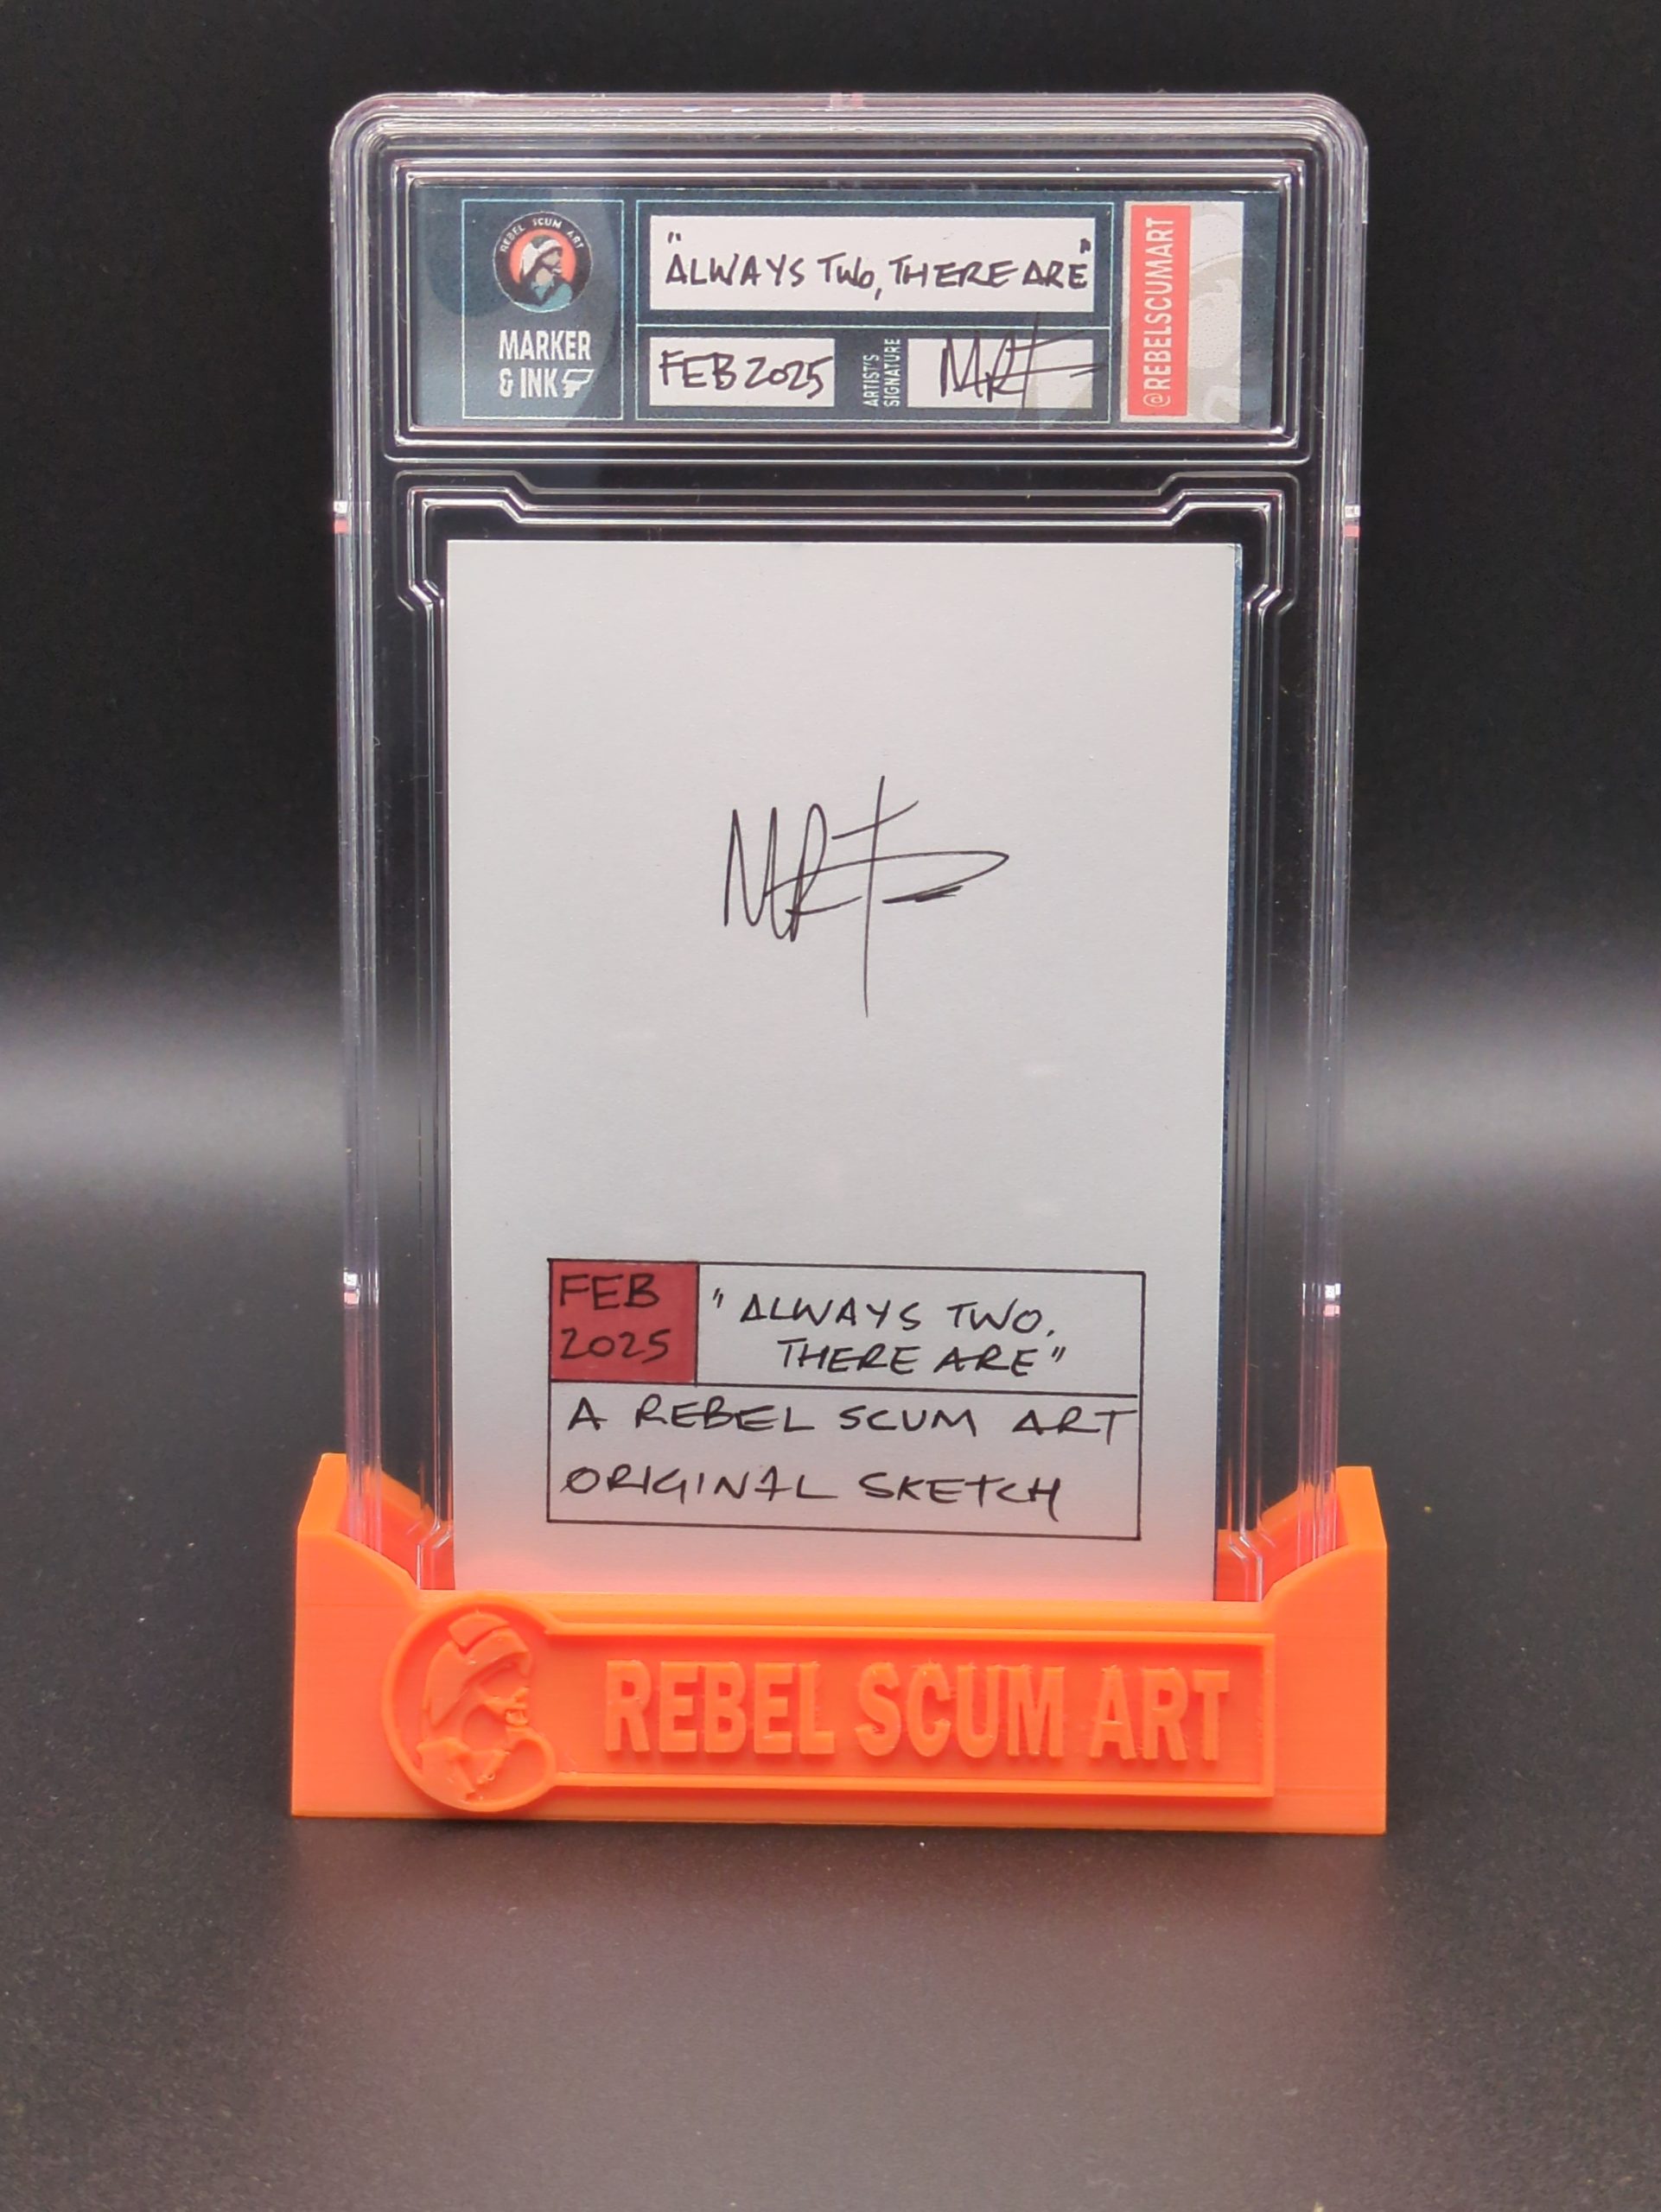 REBEL SCUM ART
MARKER
& INK
"ALWAYS TWO, THERE ARE"
FEB 2025
ARTIST'S
SIGNATURE
@REBELSCUMART
FEB
2025
"ALWAYS TWO,
THERE ARE"
A REBEL SCUM ART
ORIGINAL SKETCH
REBEL SCUM ART